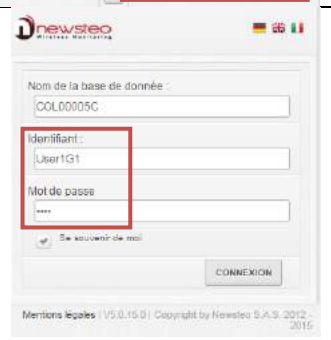 newsteo
Wireless Monitoring
Nom de la base de donnée :
COL00005C
Identifiant :
User1G1
Mot de passe
••••
Se souvenir de moi
CONNEXION
Mentions légales | V5.0.15.0 | Copyright by Newsteo S.A.S. 2012 -
2015